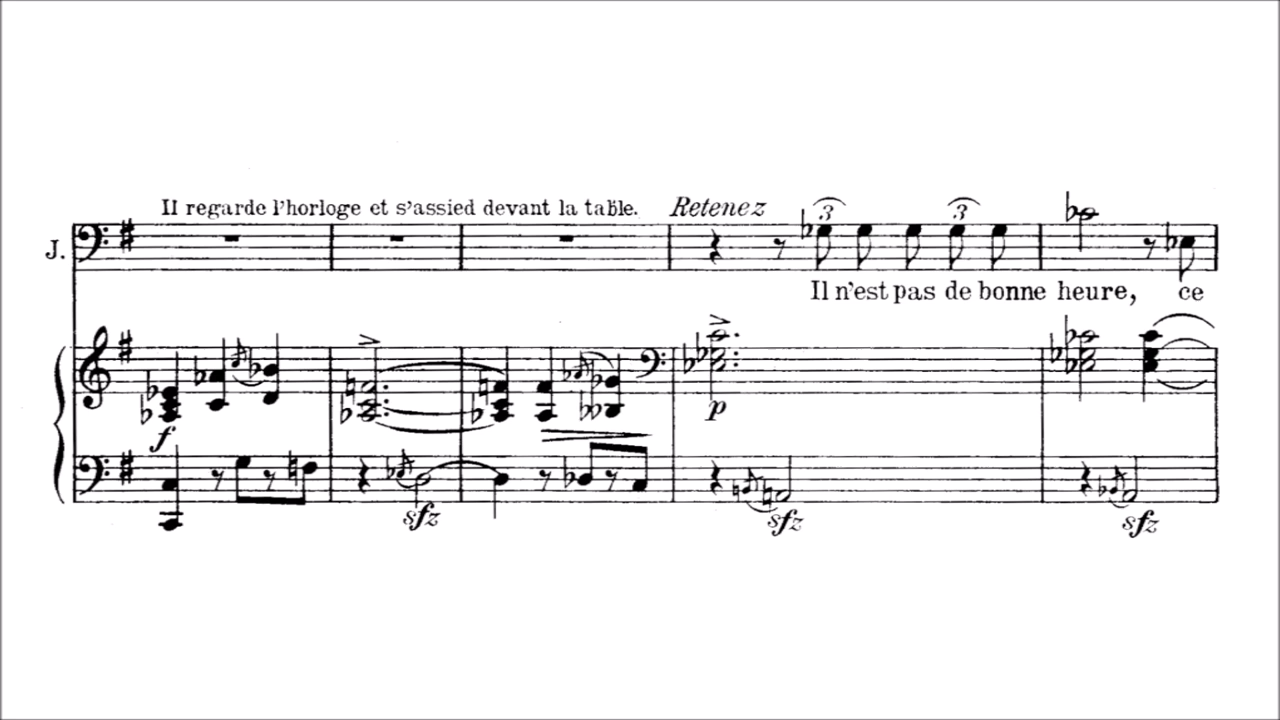 Il regarde l'horloge et s'assied devant la table. Retenez
J.
3 3
Il n'est pas de bonne heure, ce
f p
sfz sfz sfz